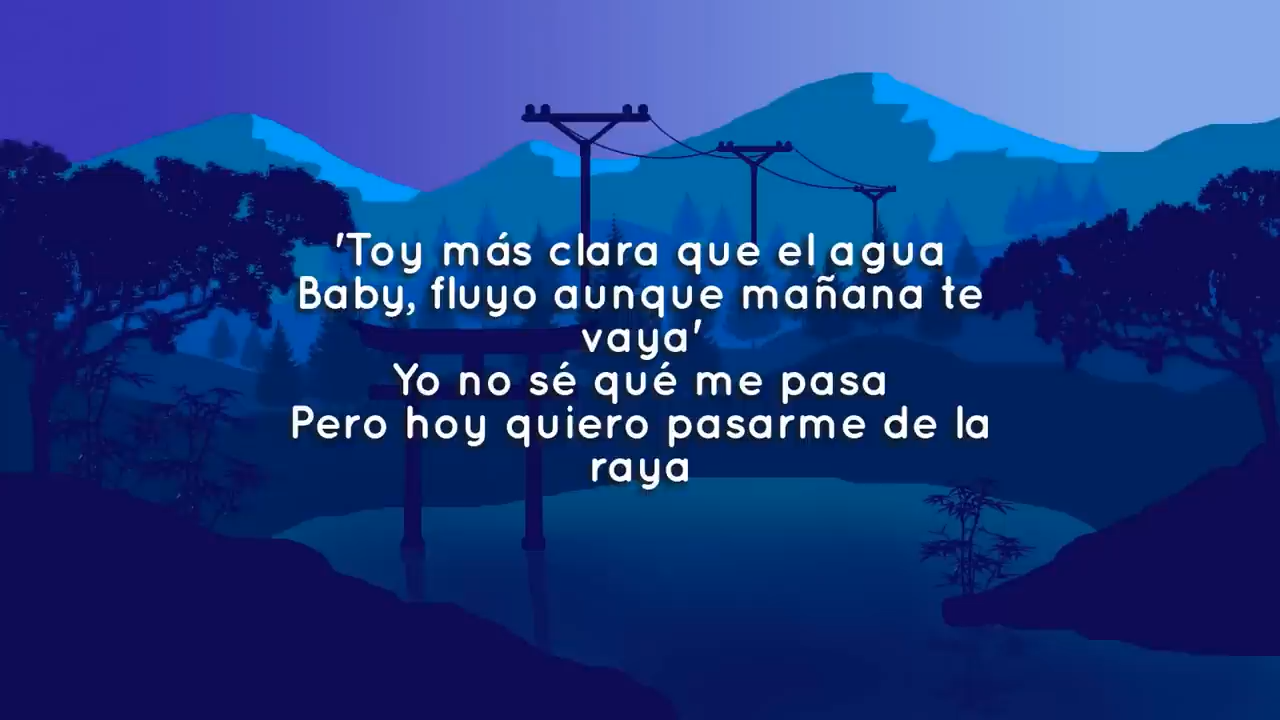 'Toy más clara que el agua
Baby, fluyo aunque mañana te
vaya'
Yo no sé qué me pasa
Pero hoy quiero pasarme de la
raya